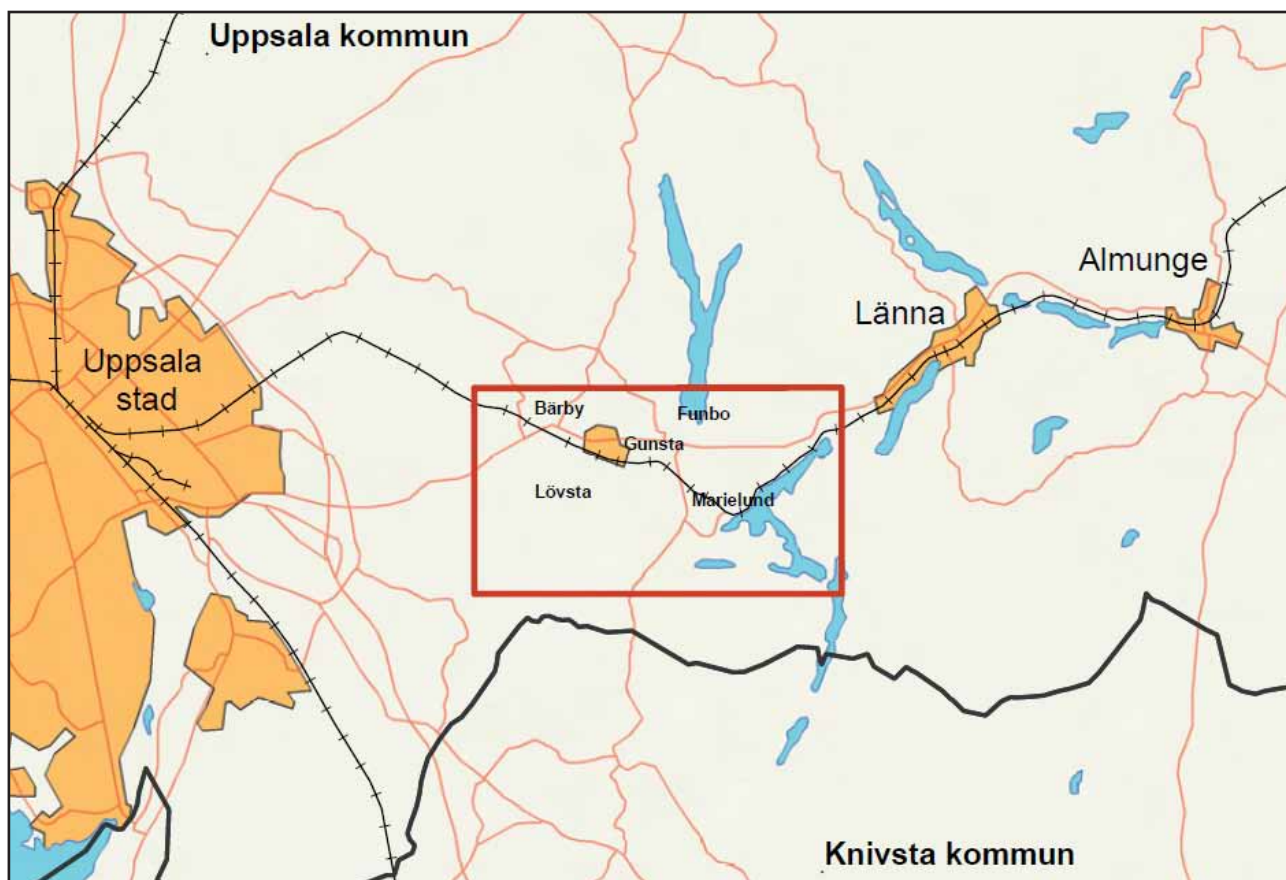 Uppsala kommun
Almunge
Länna
Uppsala
stad
Bärby
Funbo
Gunsta
Lövsta
Marielund
Knivsta kommun